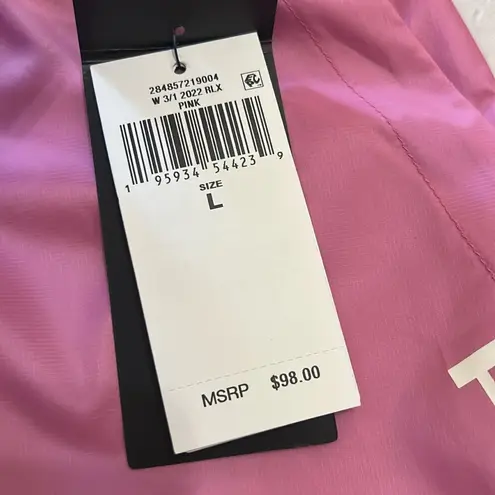 284857219004
W 3/1 2022 RLX
PINK
1 95934 54423 9
SIZE
L
MSRP $98.00
T